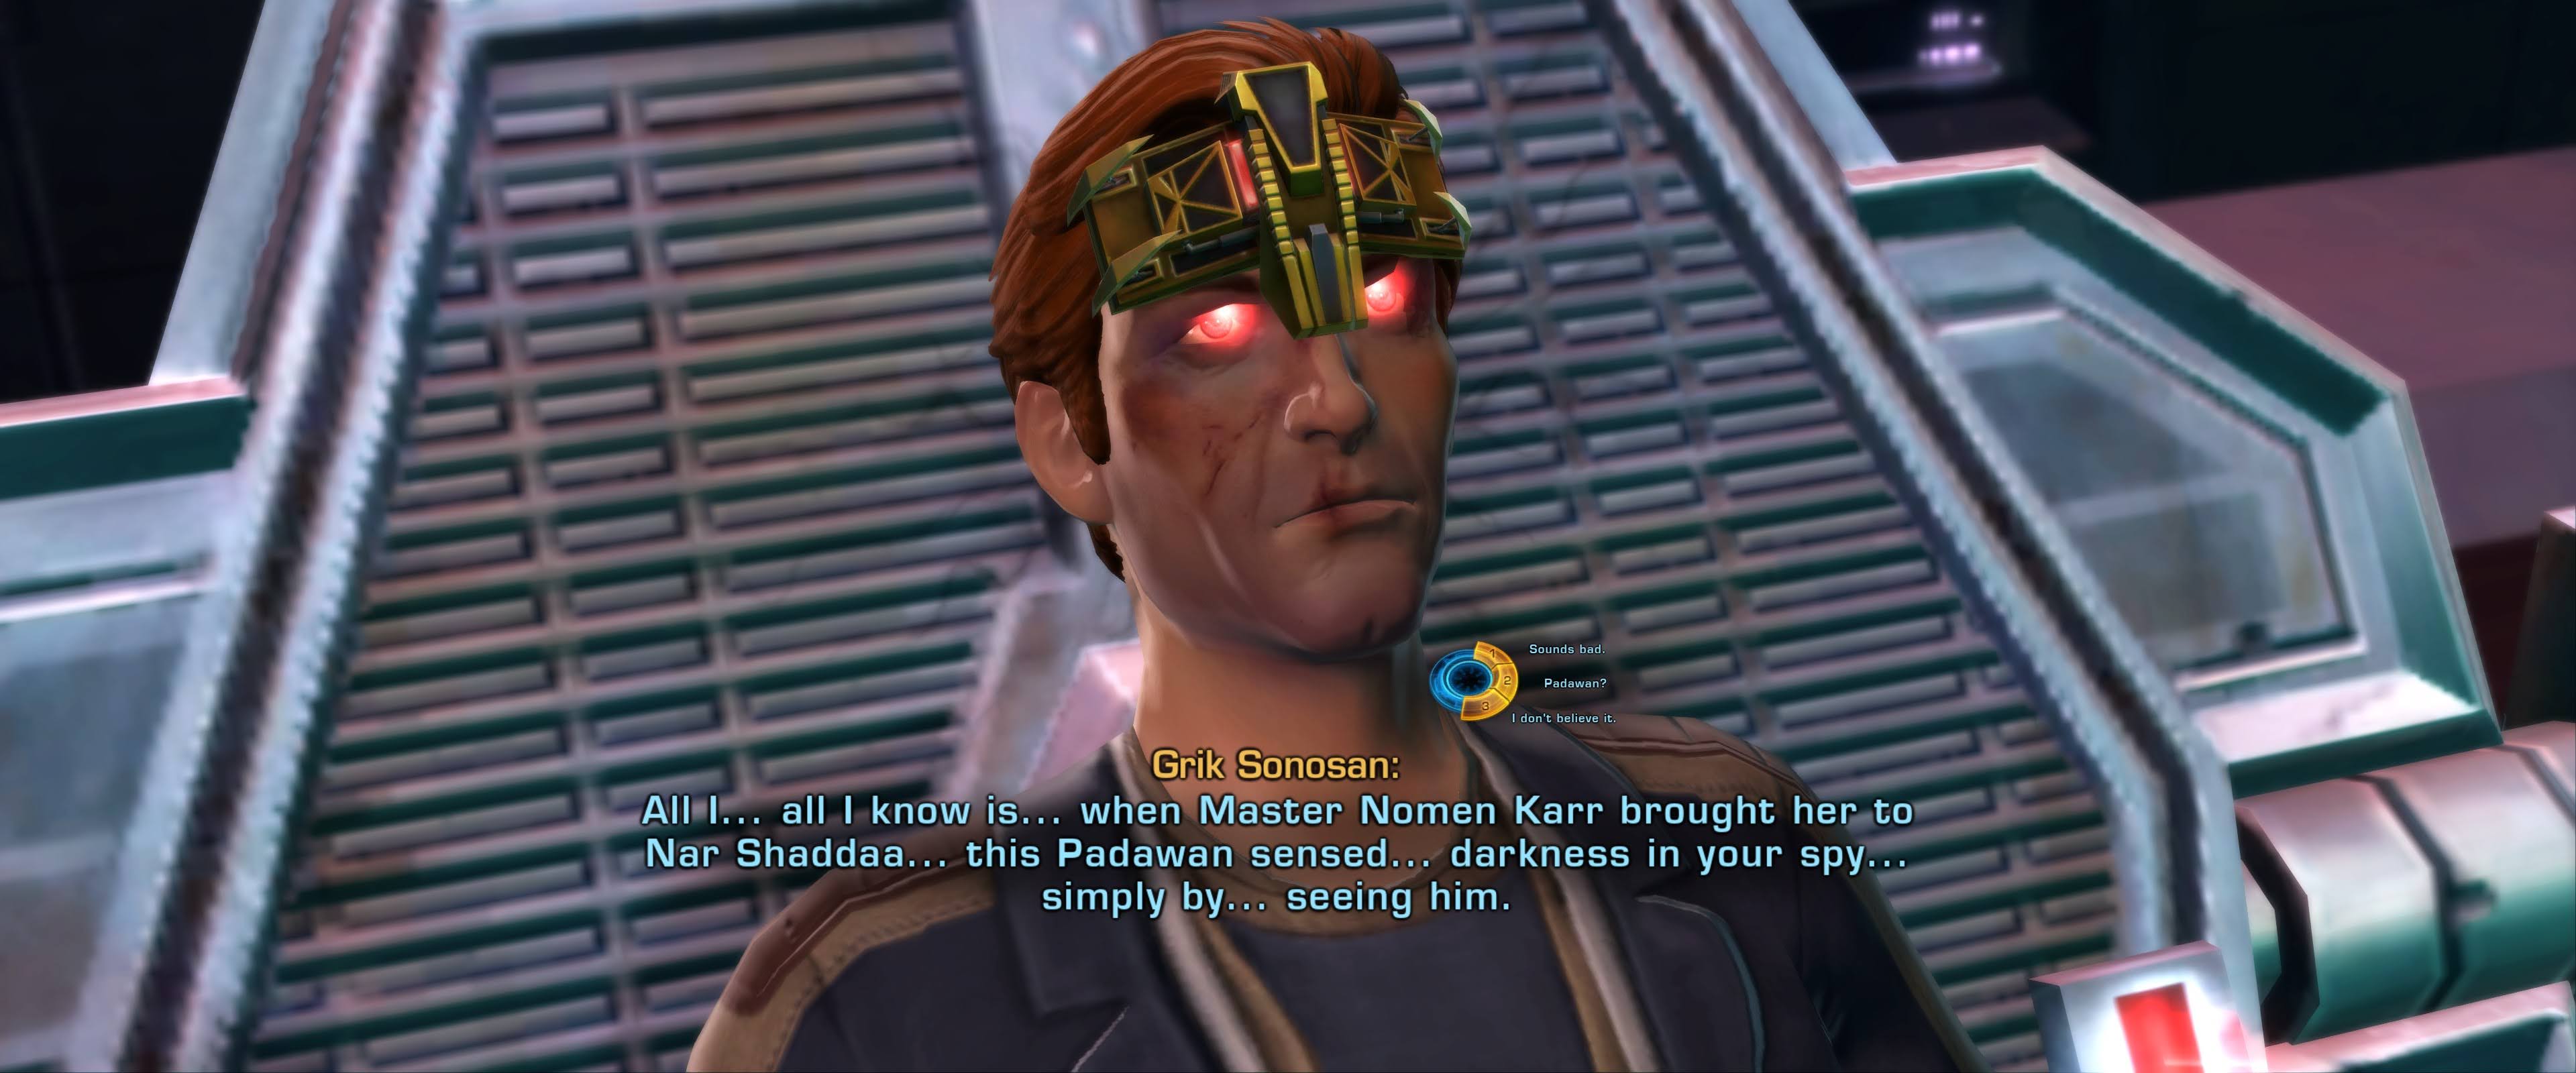 1 Sounds bad.
2 Padawan?
3 I don't believe it.
Grik Sonosan:
All I... all I know is... when Master Nomen Karr brought her to
Nar Shaddaa... this Padawan sensed... darkness in your spy...
simply by... seeing him.